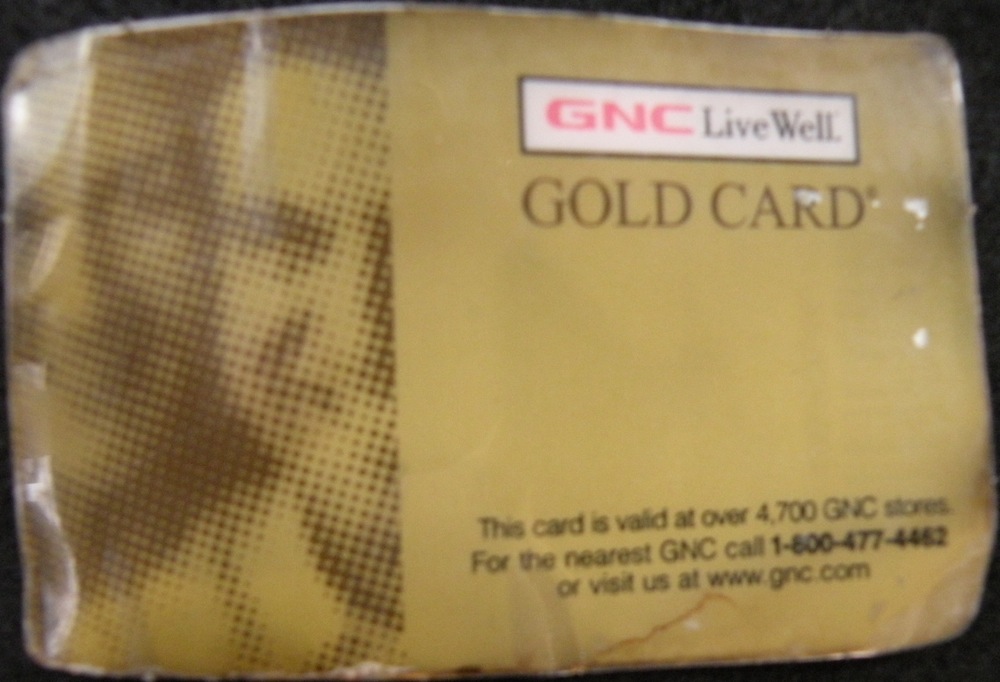 GNC LiveWell™
GOLD CARD®
This card is valid at over 4,700 GNC stores.
For the nearest GNC call 1-800-477-4462
or visit us at www.gnc.com